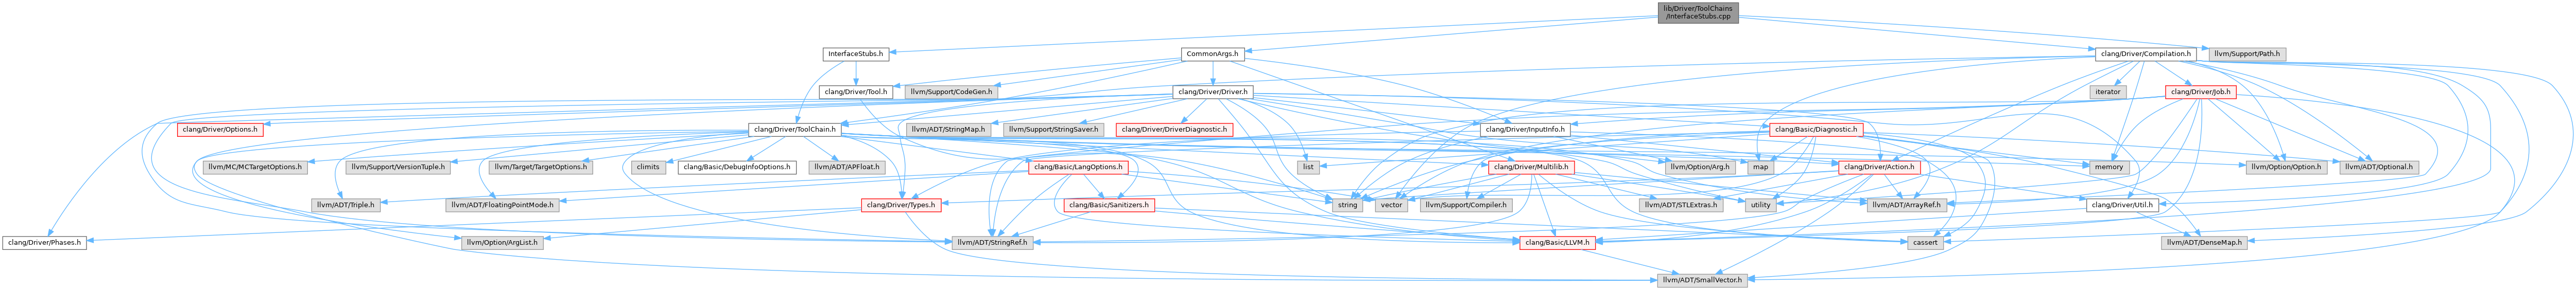 lib/Driver/ToolChains
/InterfaceStubs.cpp
InterfaceStubs.h
CommonArgs.h
clang/Driver/Compilation.h
llvm/Support/Path.h
clang/Driver/Tool.h
llvm/Support/CodeGen.h
clang/Driver/Driver.h
iterator
clang/Driver/Job.h
clang/Driver/Options.h
clang/Driver/ToolChain.h
llvm/ADT/StringMap.h
llvm/Support/StringSaver.h
clang/Driver/DriverDiagnostic.h
clang/Driver/InputInfo.h
clang/Basic/Diagnostic.h
llvm/MC/MCTargetOptions.h
llvm/Support/VersionTuple.h
llvm/Target/TargetOptions.h
climits
clang/Basic/DebugInfoOptions.h
llvm/ADT/APFloat.h
clang/Basic/LangOptions.h
list
clang/Driver/Multilib.h
llvm/Option/Arg.h
map
clang/Driver/Action.h
memory
llvm/Option/Option.h
llvm/ADT/Optional.h
llvm/ADT/Triple.h
llvm/ADT/FloatingPointMode.h
clang/Driver/Types.h
clang/Basic/Sanitizers.h
string
vector
llvm/Support/Compiler.h
llvm/ADT/STLExtras.h
utility
llvm/ADT/ArrayRef.h
clang/Driver/Util.h
clang/Driver/Phases.h
llvm/Option/ArgList.h
llvm/ADT/StringRef.h
clang/Basic/LLVM.h
cassert
llvm/ADT/DenseMap.h
llvm/ADT/SmallVector.h